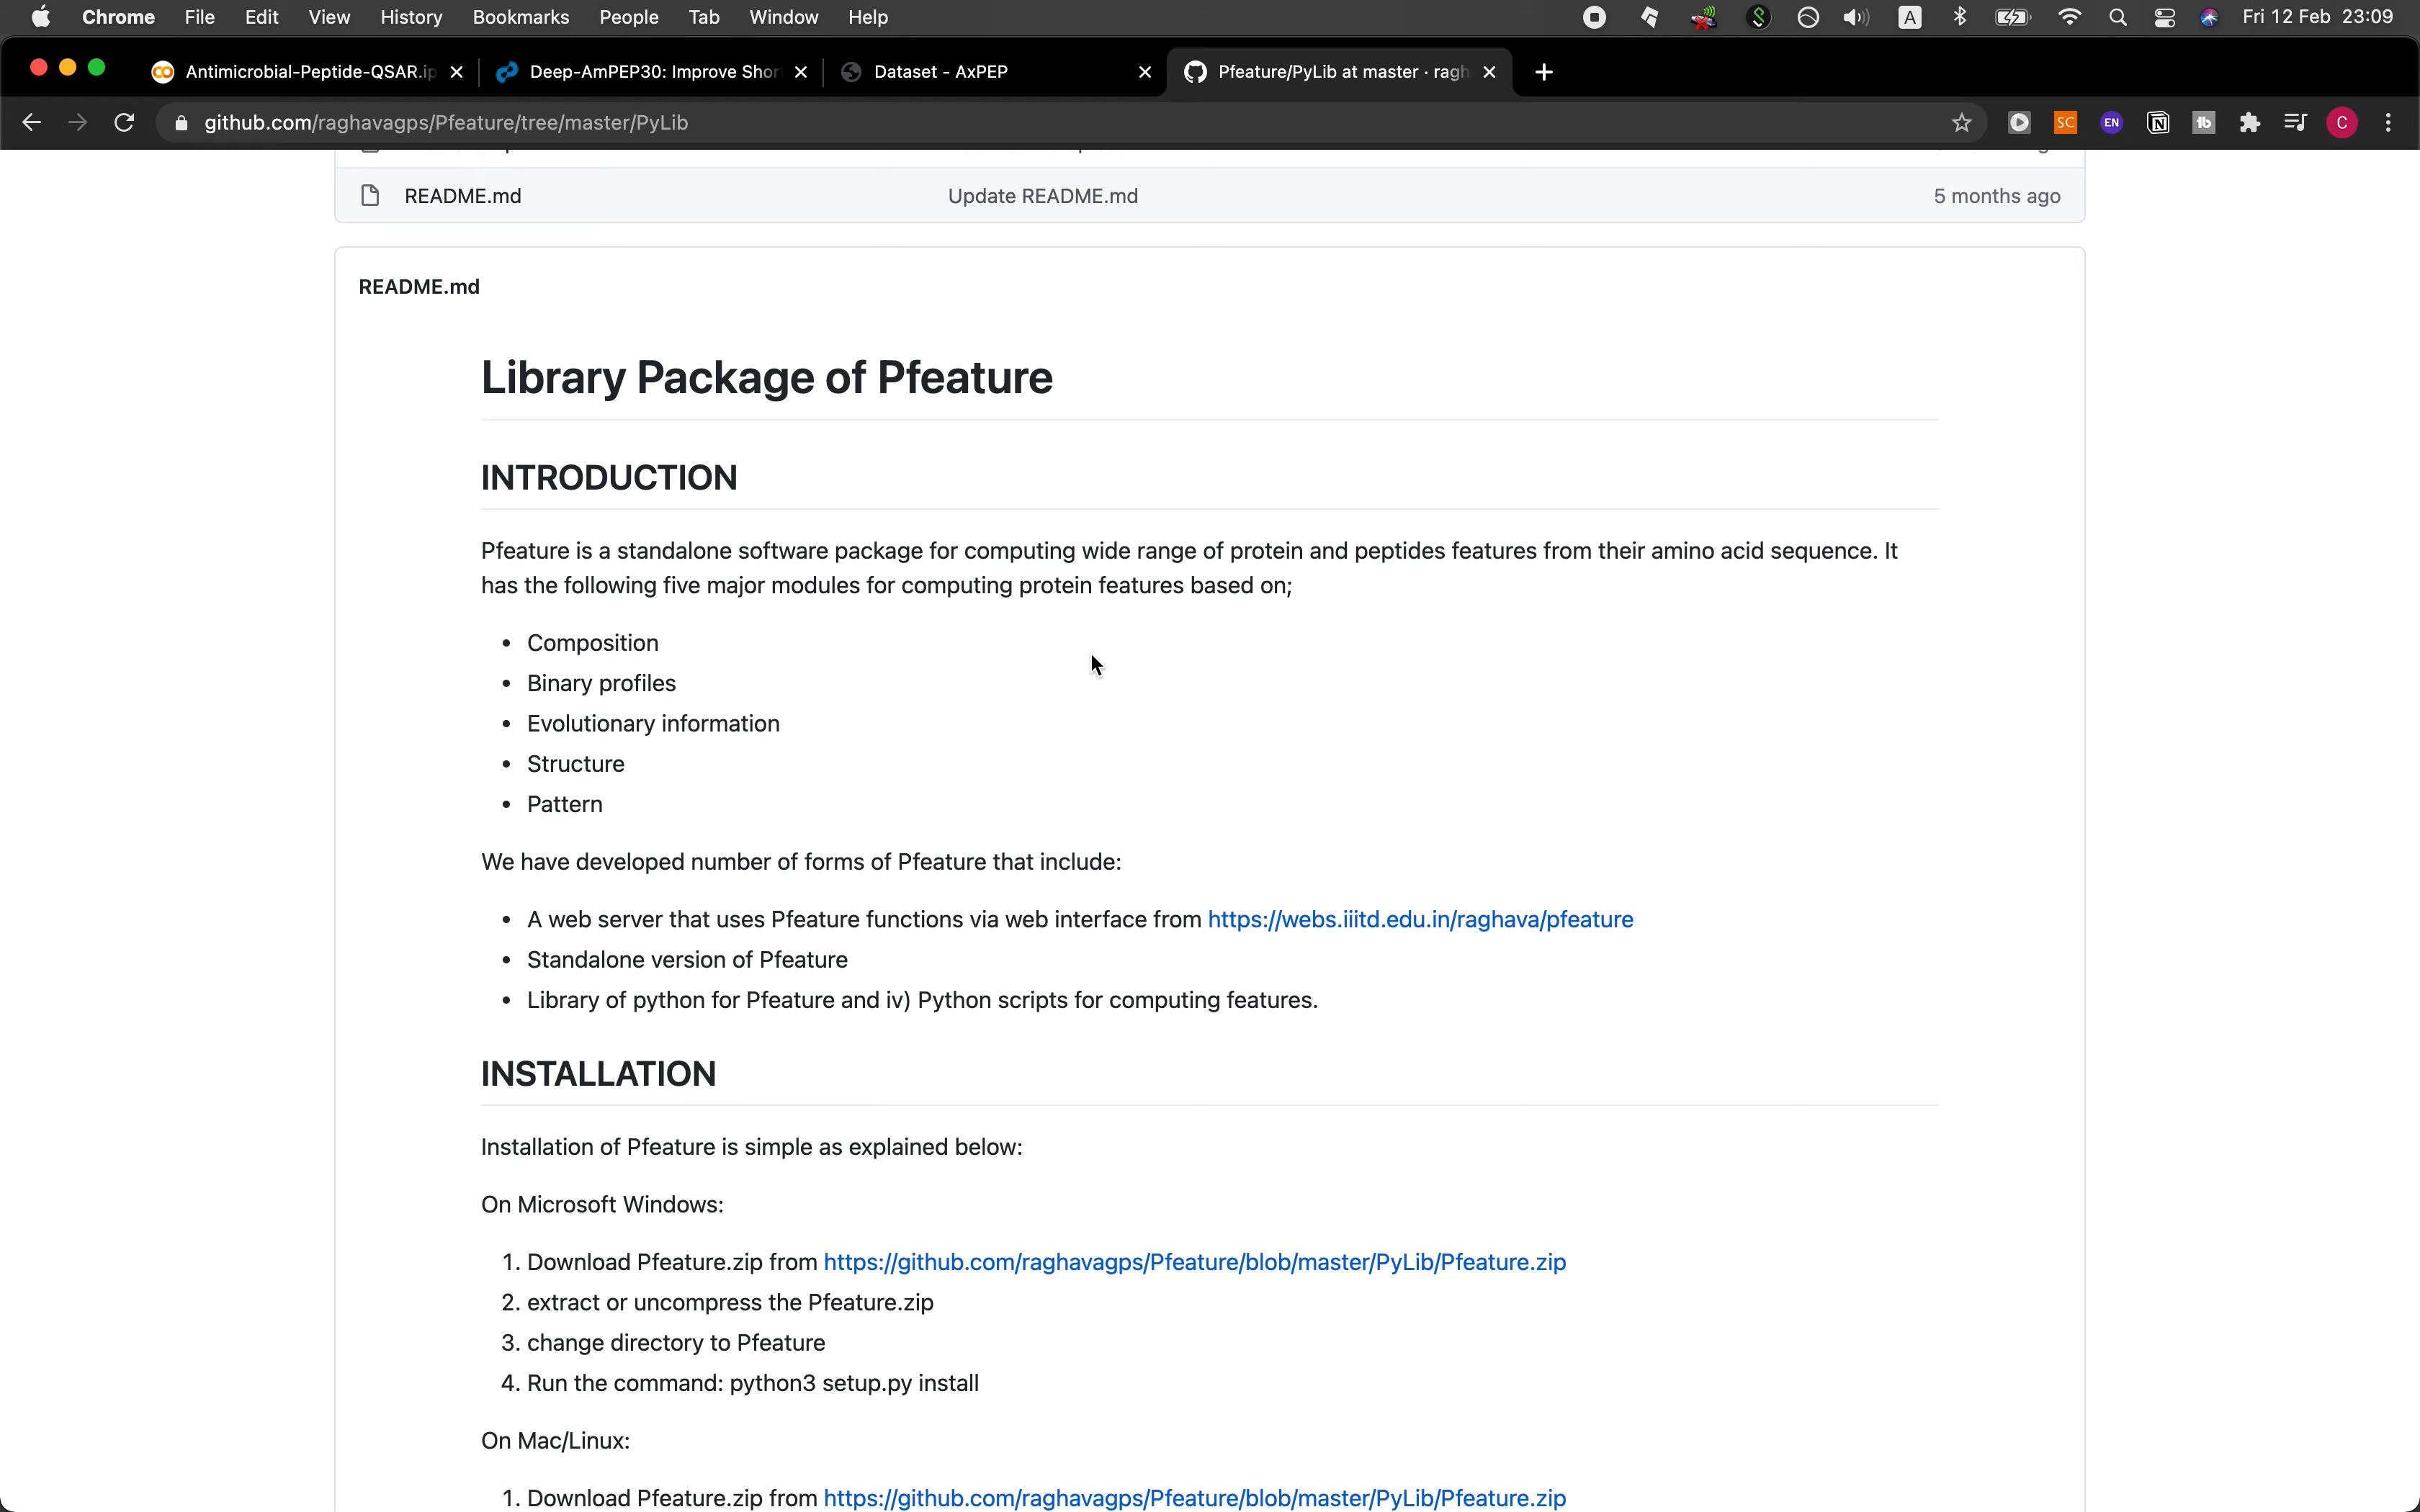 Chrome File Edit View History Bookmarks People Tab Window Help A Fri 12 Feb 23:09
Antimicrobial-Peptide-QSAR.ip Deep-AmPEP30: Improve Shor Dataset - AxPEP Pfeature/PyLib at master · ragh
github.com/raghavagps/Pfeature/tree/master/PyLib SC EN tb C
README.md Update README.md 5 months ago
README.md
Library Package of Pfeature
INTRODUCTION
Pfeature is a standalone software package for computing wide range of protein and peptides features from their amino acid sequence. It
has the following five major modules for computing protein features based on;
• Composition
• Binary profiles
• Evolutionary information
• Structure
• Pattern
We have developed number of forms of Pfeature that include:
• A web server that uses Pfeature functions via web interface from https://webs.iiitd.edu.in/raghava/pfeature
• Standalone version of Pfeature
• Library of python for Pfeature and iv) Python scripts for computing features.
INSTALLATION
Installation of Pfeature is simple as explained below:
On Microsoft Windows:
1. Download Pfeature.zip from https://github.com/raghavagps/Pfeature/blob/master/PyLib/Pfeature.zip
2. extract or uncompress the Pfeature.zip
3. change directory to Pfeature
4. Run the command: python3 setup.py install
On Mac/Linux:
1. Download Pfeature.zip from https://github.com/raghavagps/Pfeature/blob/master/PyLib/Pfeature.zip